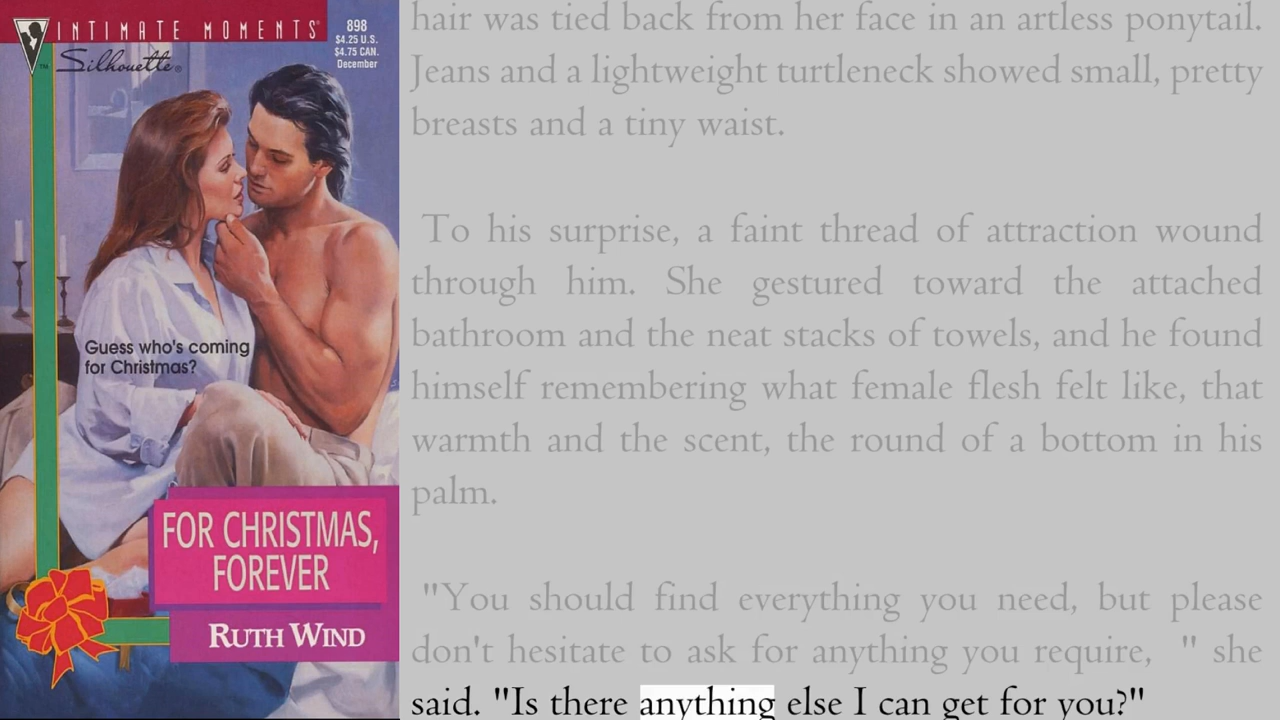 INTIMATE MOMENTS®
898
$4.25 U.S.
$4.75 CAN.
December
™
Silhouette®
Guess who's coming
for Christmas?
FOR CHRISTMAS,
FOREVER
RUTH WIND
hair was tied back from her face in an artless ponytail.
Jeans and a lightweight turtleneck showed small, pretty
breasts and a tiny waist.
To his surprise, a faint thread of attraction wound
through him. She gestured toward the attached
bathroom and the neat stacks of towels, and he found
himself remembering what female flesh felt like, that
warmth and the scent, the round of a bottom in his
palm.
"You should find everything you need, but please
don't hesitate to ask for anything you require, " she
said. "Is there anything else I can get for you?"